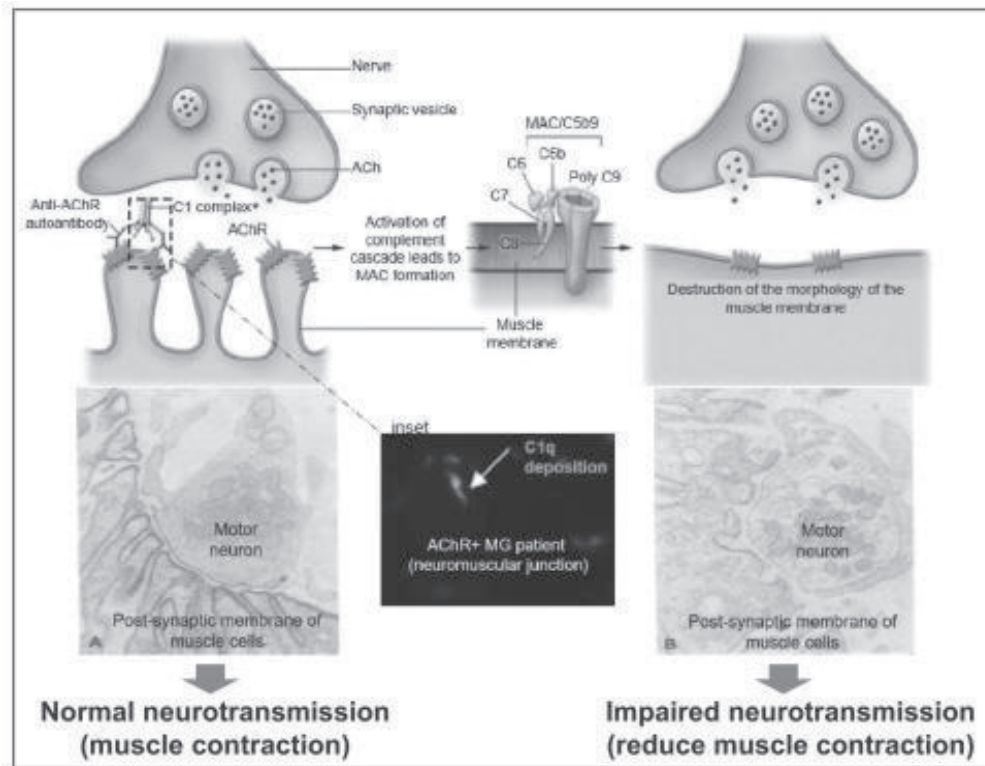 Nerve
Synaptic vesicle
ACh
Anti-AChR
autoantibody
C1 complex
AChR
Activation of
complement
cascade leads to
MAC formation
MAC/C5b9
C6
C5b
Poly C9
C7
C8
Muscle
membrane
Destruction of the morphology of the
muscle membrane
inset
C1q
deposition
AChR+ MG patient
(neuromuscular junction)
Motor
neuron
Post-synaptic membrane of
muscle cells
A
Motor
neuron
Post-synaptic membrane of
muscle cells
B
Normal neurotransmission
(muscle contraction)
Impaired neurotransmission
(reduce muscle contraction)